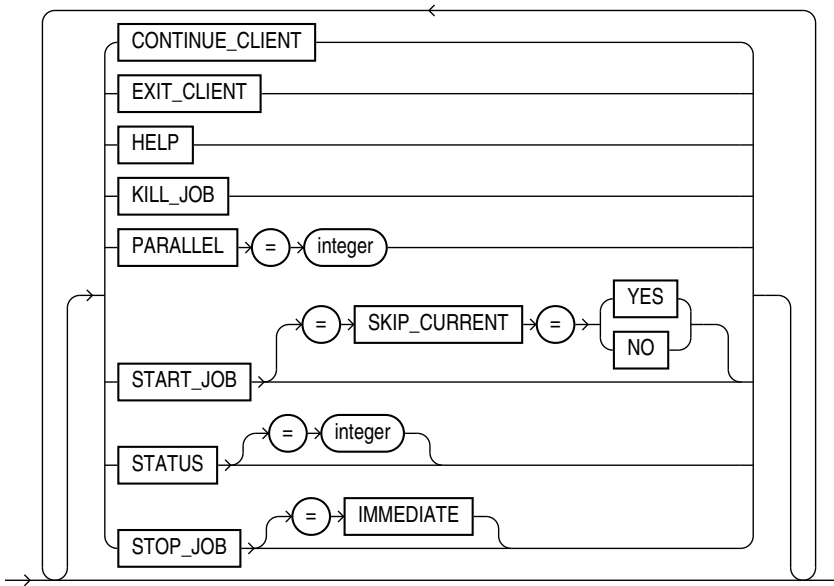 CONTINUE_CLIENT
EXIT_CLIENT
HELP
KILL_JOB
PARALLEL = integer
YES
= SKIP_CURRENT =
NO
START_JOB
= integer
STATUS
= IMMEDIATE
STOP_JOB